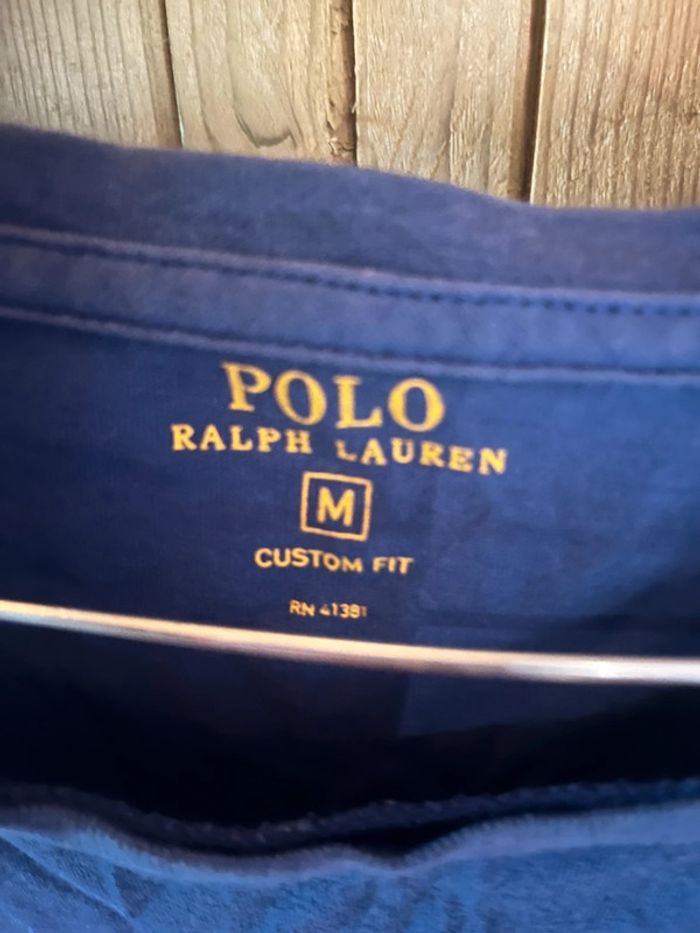 POLO
RALPH LAUREN
M
CUSTOM FIT
RN 41381